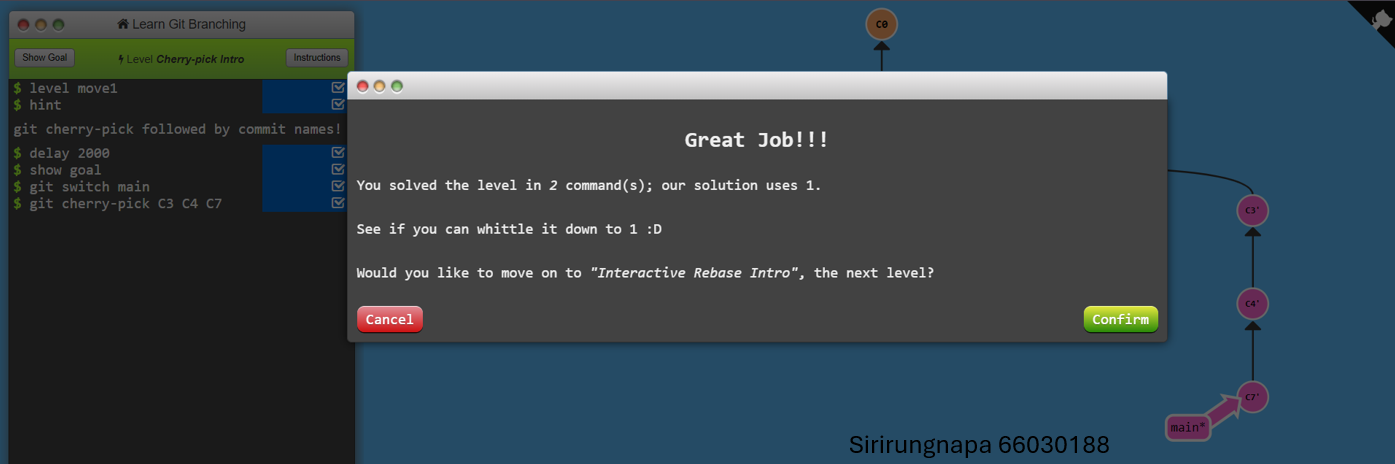 Learn Git Branching
Show Goal
Level Cherry-pick Intro
Instructions
$ level move1
$ hint
git cherry-pick followed by commit names!
$ delay 2000
$ show goal
$ git switch main
$ git cherry-pick C3 C4 C7
C0
Great Job!!!
You solved the level in 2 command(s); our solution uses 1.
See if you can whittle it down to 1 :D
Would you like to move on to "Interactive Rebase Intro", the next level?
Cancel
Confirm
C3'
C4'
C7'
main*
Sirirungnapa 66030188